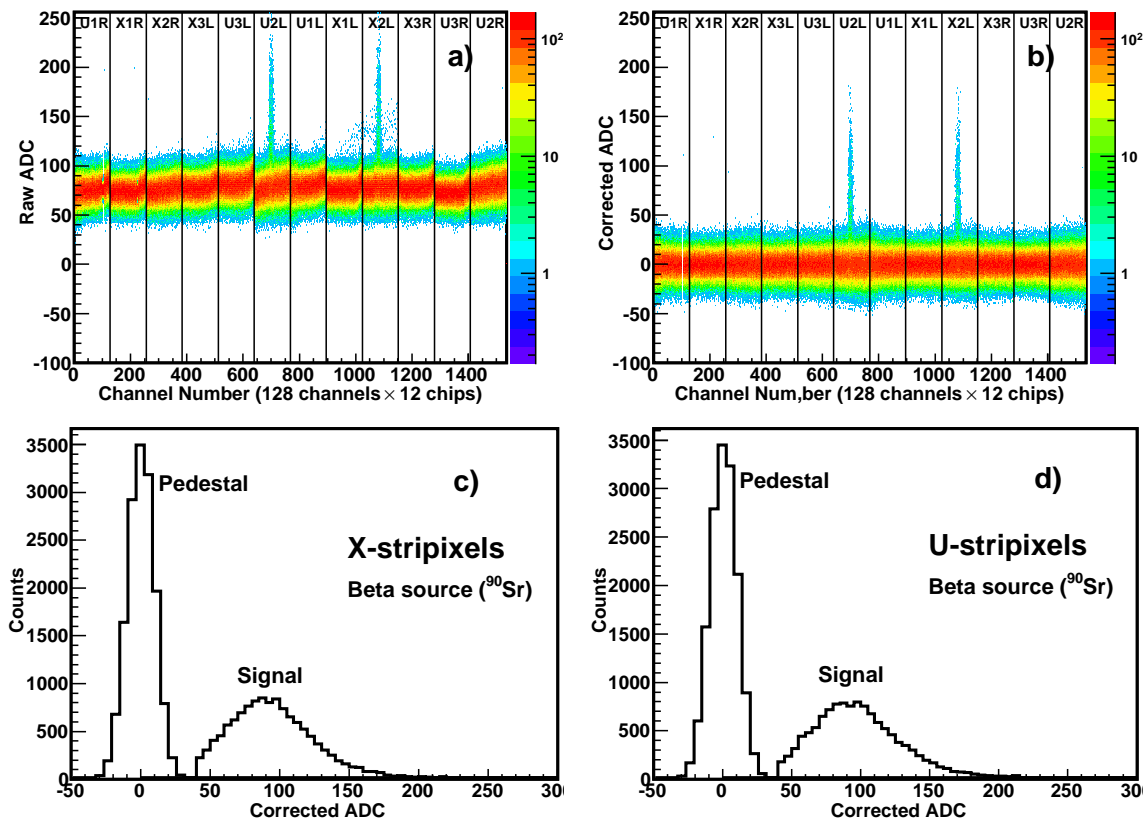 U1R X1R X2R X3L U3L U2L U1L X1L X2L X3R U3R U2R
a)
250
200
150
100
50
0
-50
-100
Raw ADC
0 200 400 600 800 1000 1200 1400
Channel Number (128 channels × 12 chips)
10²
10
1
U1R X1R X2R X3L U3L U2L U1L X1L X2L X3R U3R U2R
b)
250
200
150
100
50
0
-50
-100
Corrected ADC
0 200 400 600 800 1000 1200 1400
Channel Num,ber (128 channels × 12 chips)
10²
10
1
3500
3000
2500
2000
1500
1000
500
0
Counts
c)
Pedestal
X-stripixels
Beta source (⁹⁰Sr)
Signal
-50 0 50 100 150 200 250 300
Corrected ADC
3500
3000
2500
2000
1500
1000
500
0
Counts
d)
Pedestal
U-stripixels
Beta source (⁹⁰Sr)
Signal
-50 0 50 100 150 200 250 300
Corrected ADC